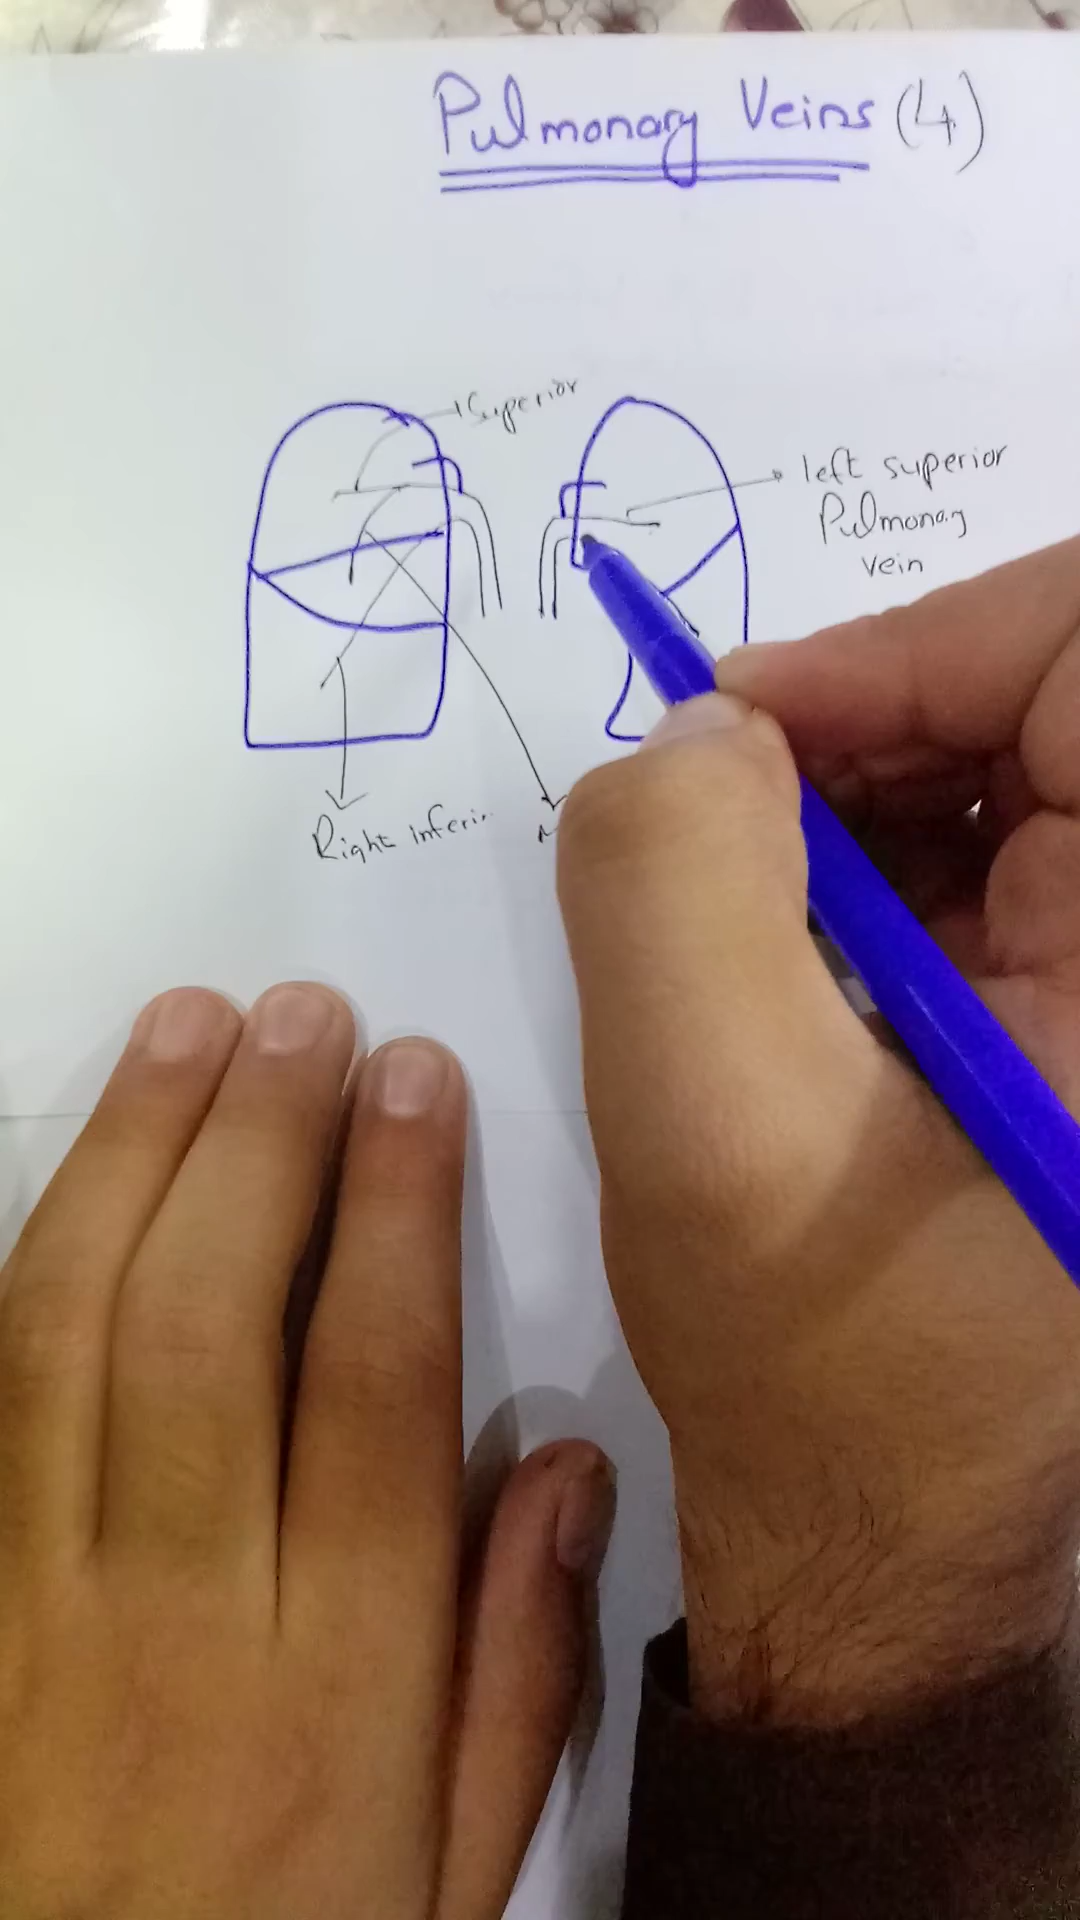 Pulmonary Veins (4)
Superior
left superior
Pulmonary
vein
Right inferi